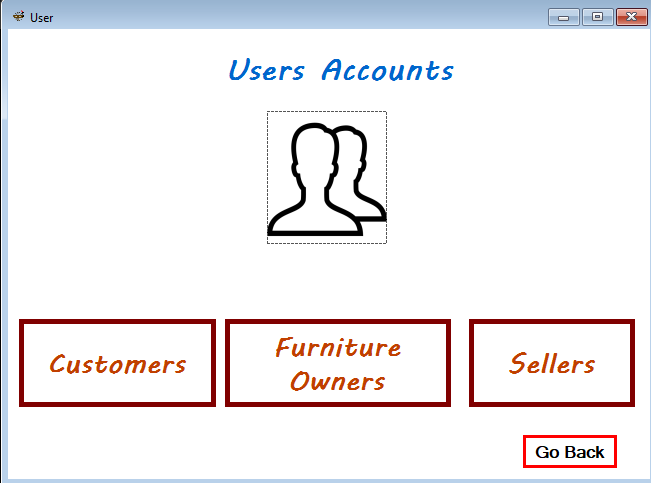 User
Users Accounts
Customers
Furniture
Owners
Sellers
Go Back